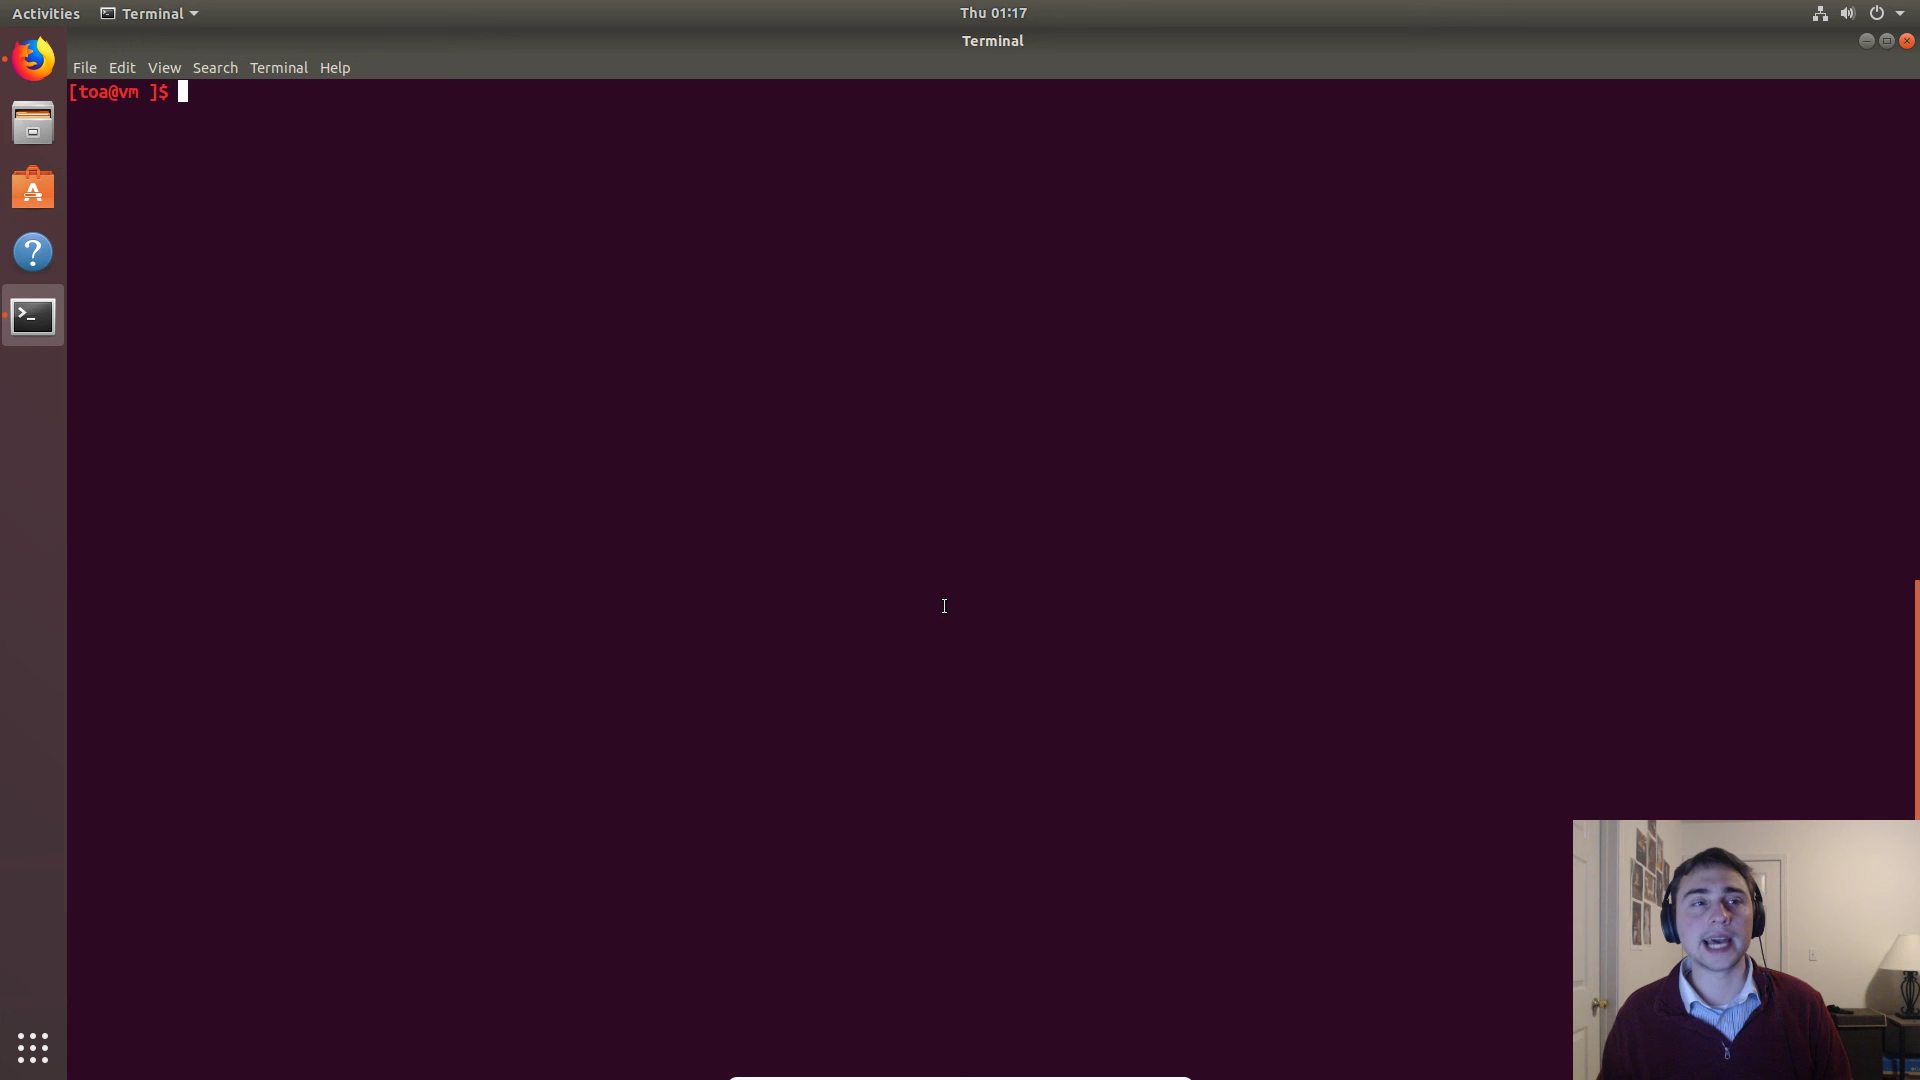 Activities Terminal Thu 01:17
Terminal
File Edit View Search Terminal Help
[toa@vm ]$